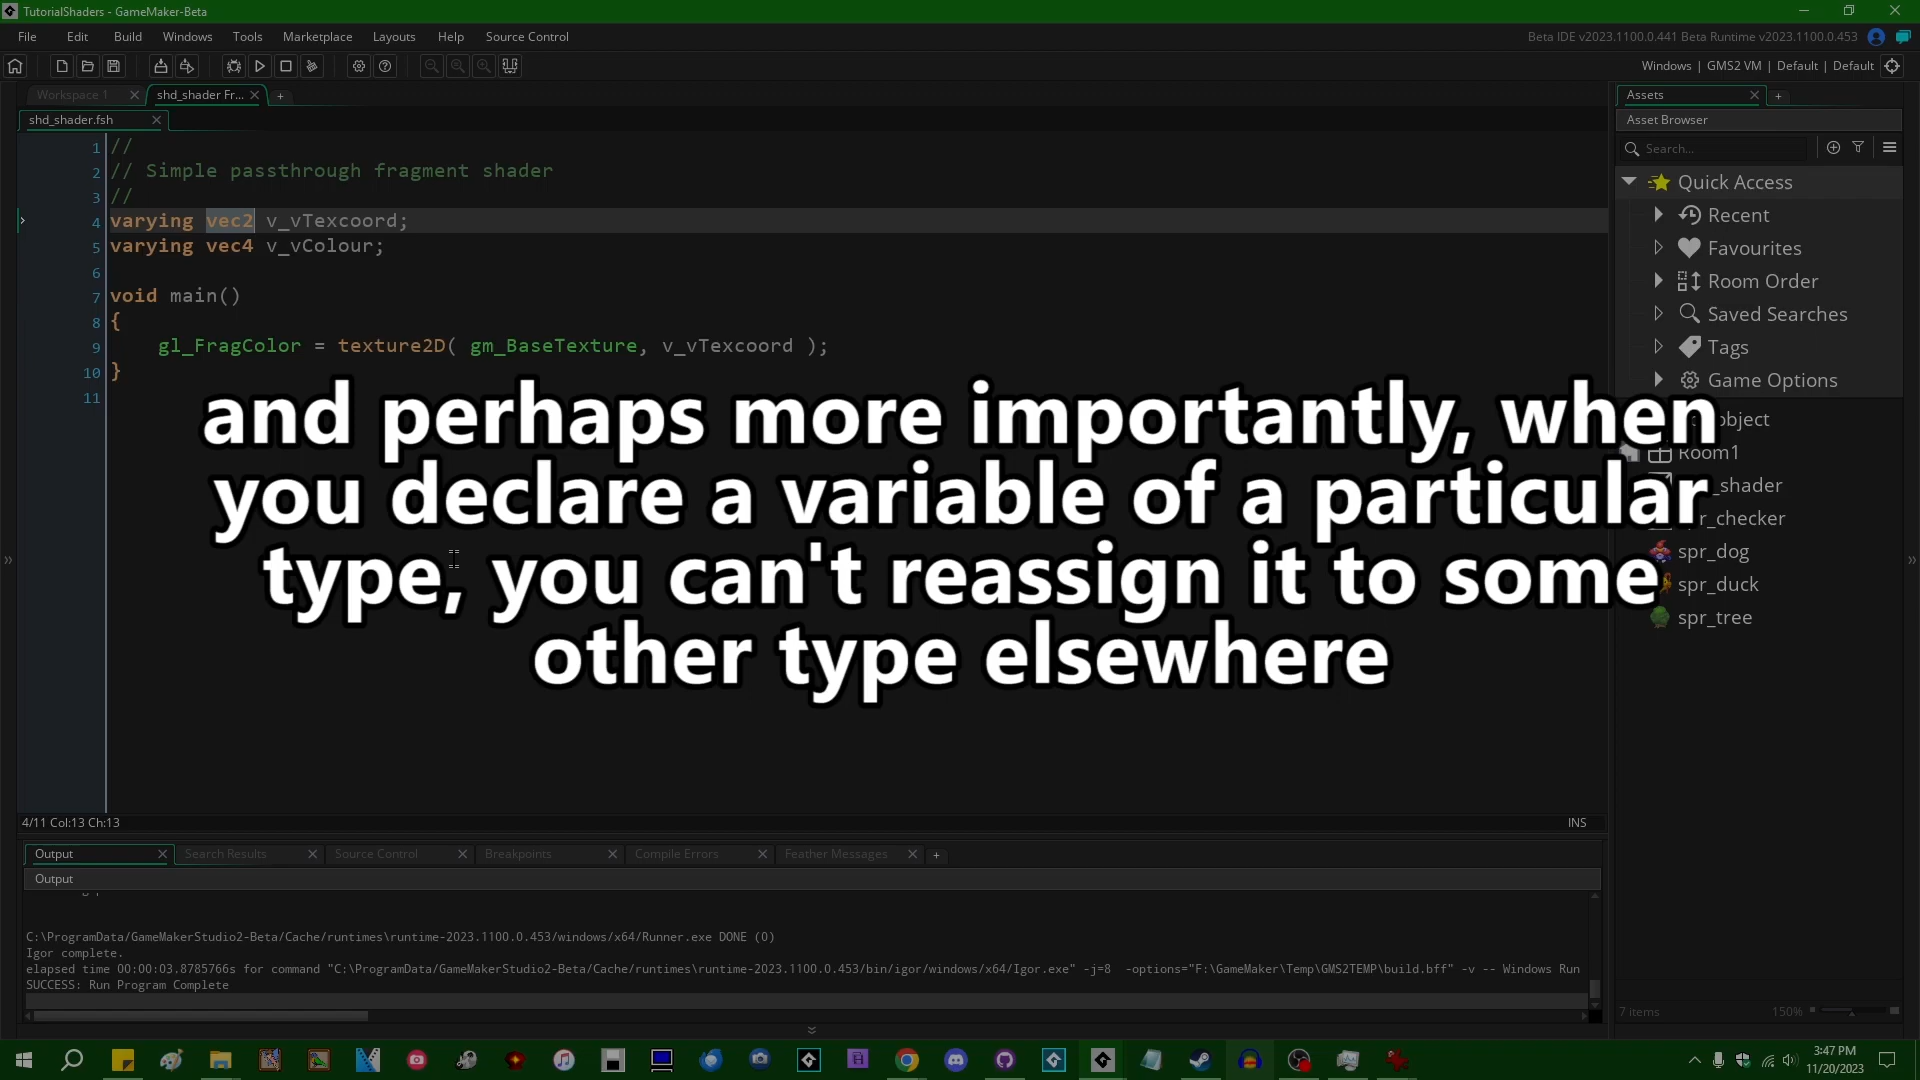 TutorialShaders - GameMaker-Beta
File Edit Build Windows Tools Marketplace Layouts Help Source Control
Beta IDE v2023.1100.0.441 Beta Runtime v2023.1100.0.453
Windows | GMS2 VM | Default | Default
Workspace 1
shd_shader Fr...
shd_shader.fsh
1 //
2 // Simple passthrough fragment shader
3 //
4 varying vec2 v_vTexcoord;
5 varying vec4 v_vColour;
6
7 void main()
8 {
9 gl_FragColor = texture2D( gm_BaseTexture, v_vTexcoord );
10 }
11
and perhaps more importantly, when
you declare a variable of a particular
type, you can't reassign it to some
other type elsewhere
Assets
Asset Browser
Search...
Quick Access
Recent
Favourites
Room Order
Saved Searches
Tags
Game Options
object
Room1
_shader
spr_checker
spr_dog
spr_duck
spr_tree
7 items 150%
4/11 Col:13 Ch:13
INS
Output Search Results Source Control Breakpoints Compile Errors Feather Messages
Output
C:\ProgramData/GameMakerStudio2-Beta/Cache/runtimes\runtime-2023.1100.0.453/windows/x64/Runner.exe DONE (0)
Igor complete.
elapsed time 00:00:03.8785766s for command "C:\ProgramData/GameMakerStudio2-Beta/Cache/runtimes\runtime-2023.1100.0.453/bin/igor/windows/x64/Igor.exe" -j=8 -options="F:\GameMaker\Temp\GMS2TEMP\build.bff" -v -- Windows Run
SUCCESS: Run Program Complete
3:47 PM
11/20/2023